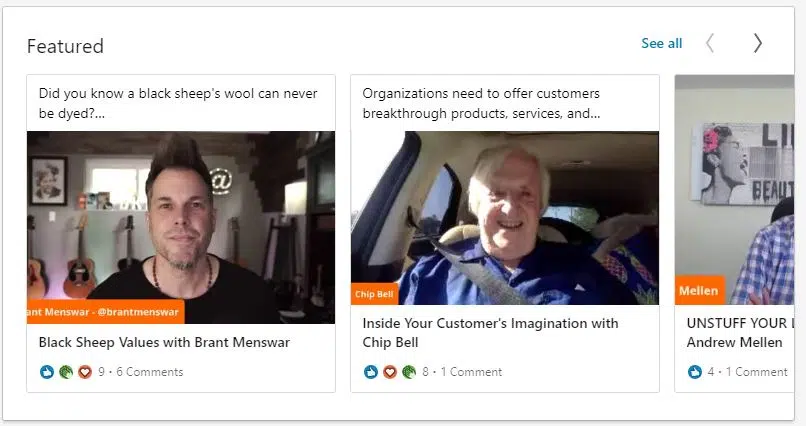 Featured
See all
Did you know a black sheep's wool can never
be dyed?...
@
ant Menswar - @brantmenswar
Black Sheep Values with Brant Menswar
9 · 6 Comments
Organizations need to offer customers
breakthrough products, services, and...
Chip Bell
Inside Your Customer's Imagination with
Chip Bell
8 · 1 Comment
BEAUT
Mellen
UNSTUFF YOUR L
Andrew Mellen
4 · 1 Comment